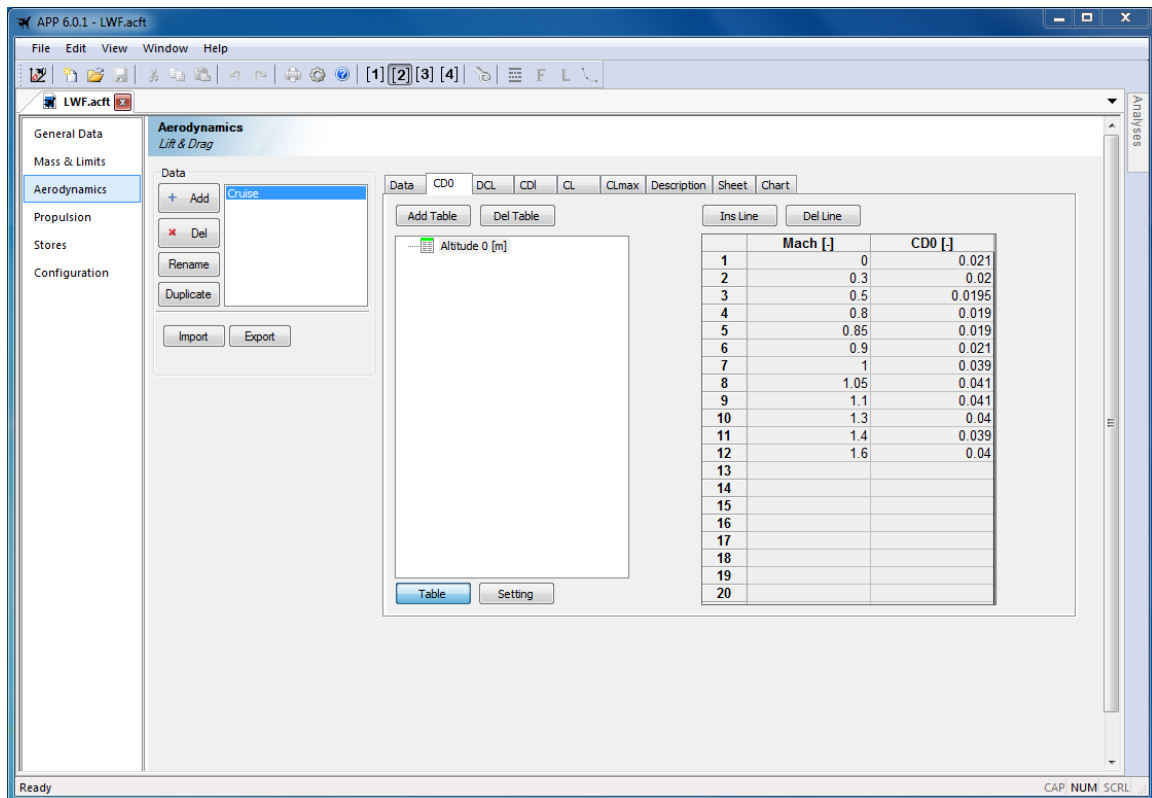 APP 6.0.1 - LWF.acft
File Edit View Window Help
[1] [2] [3] [4] F L
LWF.acft
Analyses
General Data
Mass & Limits
Aerodynamics
Propulsion
Stores
Configuration
Aerodynamics
Lift & Drag
Data
+ Add
Del
Rename
Duplicate
Import Export
Cruise
Data CD0 DCL CDI CL CLmax Description Sheet Chart
Add Table Del Table
Altitude 0 [m]
Table Setting
Ins Line Del Line
Mach [-] CD0 [-]
1 0 0.021
2 0.3 0.02
3 0.5 0.0195
4 0.8 0.019
5 0.85 0.019
6 0.9 0.021
7 1 0.039
8 1.05 0.041
9 1.1 0.041
10 1.3 0.04
11 1.4 0.039
12 1.6 0.04
13
14
15
16
17
18
19
20
Ready
CAP NUM SCRL